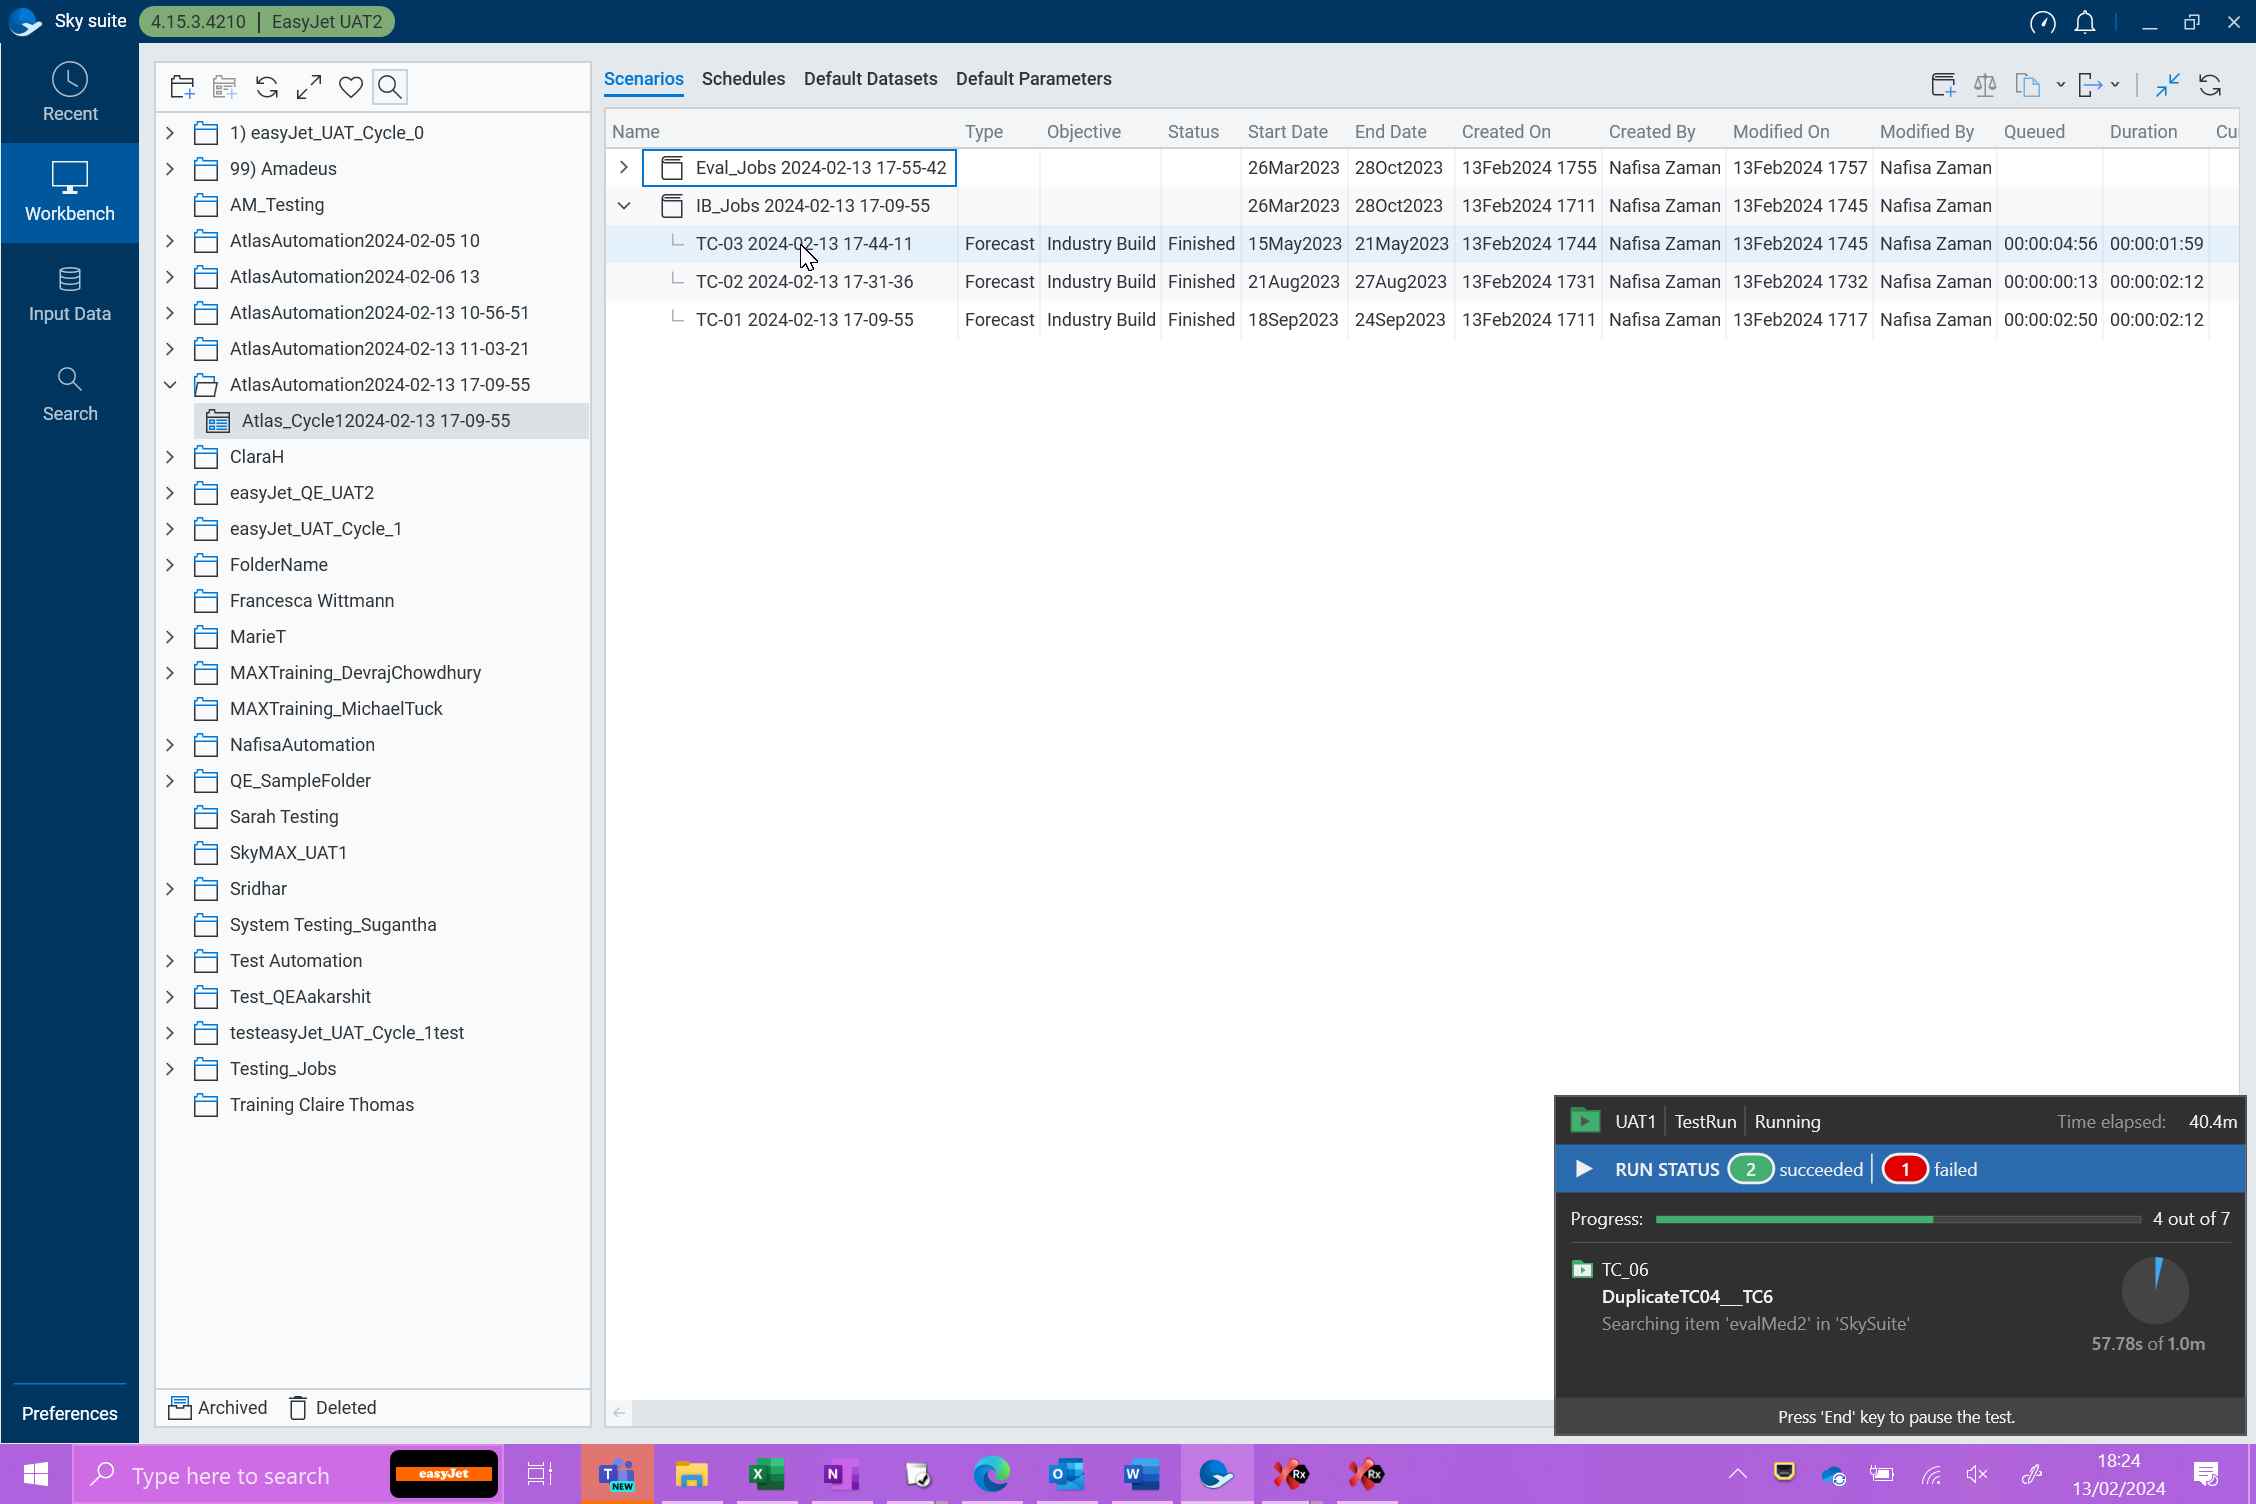 Sky suite 4.15.3.4210 | EasyJet UAT2
Recent
Workbench
Input Data
Search
Preferences
1) easyJet_UAT_Cycle_0
99) Amadeus
AM_Testing
AtlasAutomation2024-02-05 10
AtlasAutomation2024-02-06 13
AtlasAutomation2024-02-13 10-56-51
AtlasAutomation2024-02-13 11-03-21
AtlasAutomation2024-02-13 17-09-55
Atlas_Cycle12024-02-13 17-09-55
ClaraH
easyJet_QE_UAT2
easyJet_UAT_Cycle_1
FolderName
Francesca Wittmann
MarieT
MAXTraining_DevrajChowdhury
MAXTraining_MichaelTuck
NafisaAutomation
QE_SampleFolder
Sarah Testing
SkyMAX_UAT1
Sridhar
System Testing_Sugantha
Test Automation
Test_QEAakarshit
testeasyJet_UAT_Cycle_1test
Testing_Jobs
Training Claire Thomas
Archived Deleted
Scenarios Schedules Default Datasets Default Parameters
Name Type Objective Status Start Date End Date Created On Created By Modified On Modified By Queued Duration Cu
Eval_Jobs 2024-02-13 17-55-42 26Mar2023 28Oct2023 13Feb2024 1755 Nafisa Zaman 13Feb2024 1757 Nafisa Zaman
IB_Jobs 2024-02-13 17-09-55 26Mar2023 28Oct2023 13Feb2024 1711 Nafisa Zaman 13Feb2024 1745 Nafisa Zaman
TC-03 2024-02-13 17-44-11 Forecast Industry Build Finished 15May2023 21May2023 13Feb2024 1744 Nafisa Zaman 13Feb2024 1745 Nafisa Zaman 00:00:04:56 00:00:01:59
TC-02 2024-02-13 17-31-36 Forecast Industry Build Finished 21Aug2023 27Aug2023 13Feb2024 1731 Nafisa Zaman 13Feb2024 1732 Nafisa Zaman 00:00:00:13 00:00:02:12
TC-01 2024-02-13 17-09-55 Forecast Industry Build Finished 18Sep2023 24Sep2023 13Feb2024 1711 Nafisa Zaman 13Feb2024 1717 Nafisa Zaman 00:00:02:50 00:00:02:12
UAT1 TestRun Running Time elapsed: 40.4m
RUN STATUS 2 succeeded 1 failed
Progress: 4 out of 7
TC_06
DuplicateTC04__TC6
Searching item 'evalMed2' in 'SkySuite'
57.78s of 1.0m
Press 'End' key to pause the test.
Type here to search easyJet
T NEW X N O W Rx Rx
18:24
13/02/2024